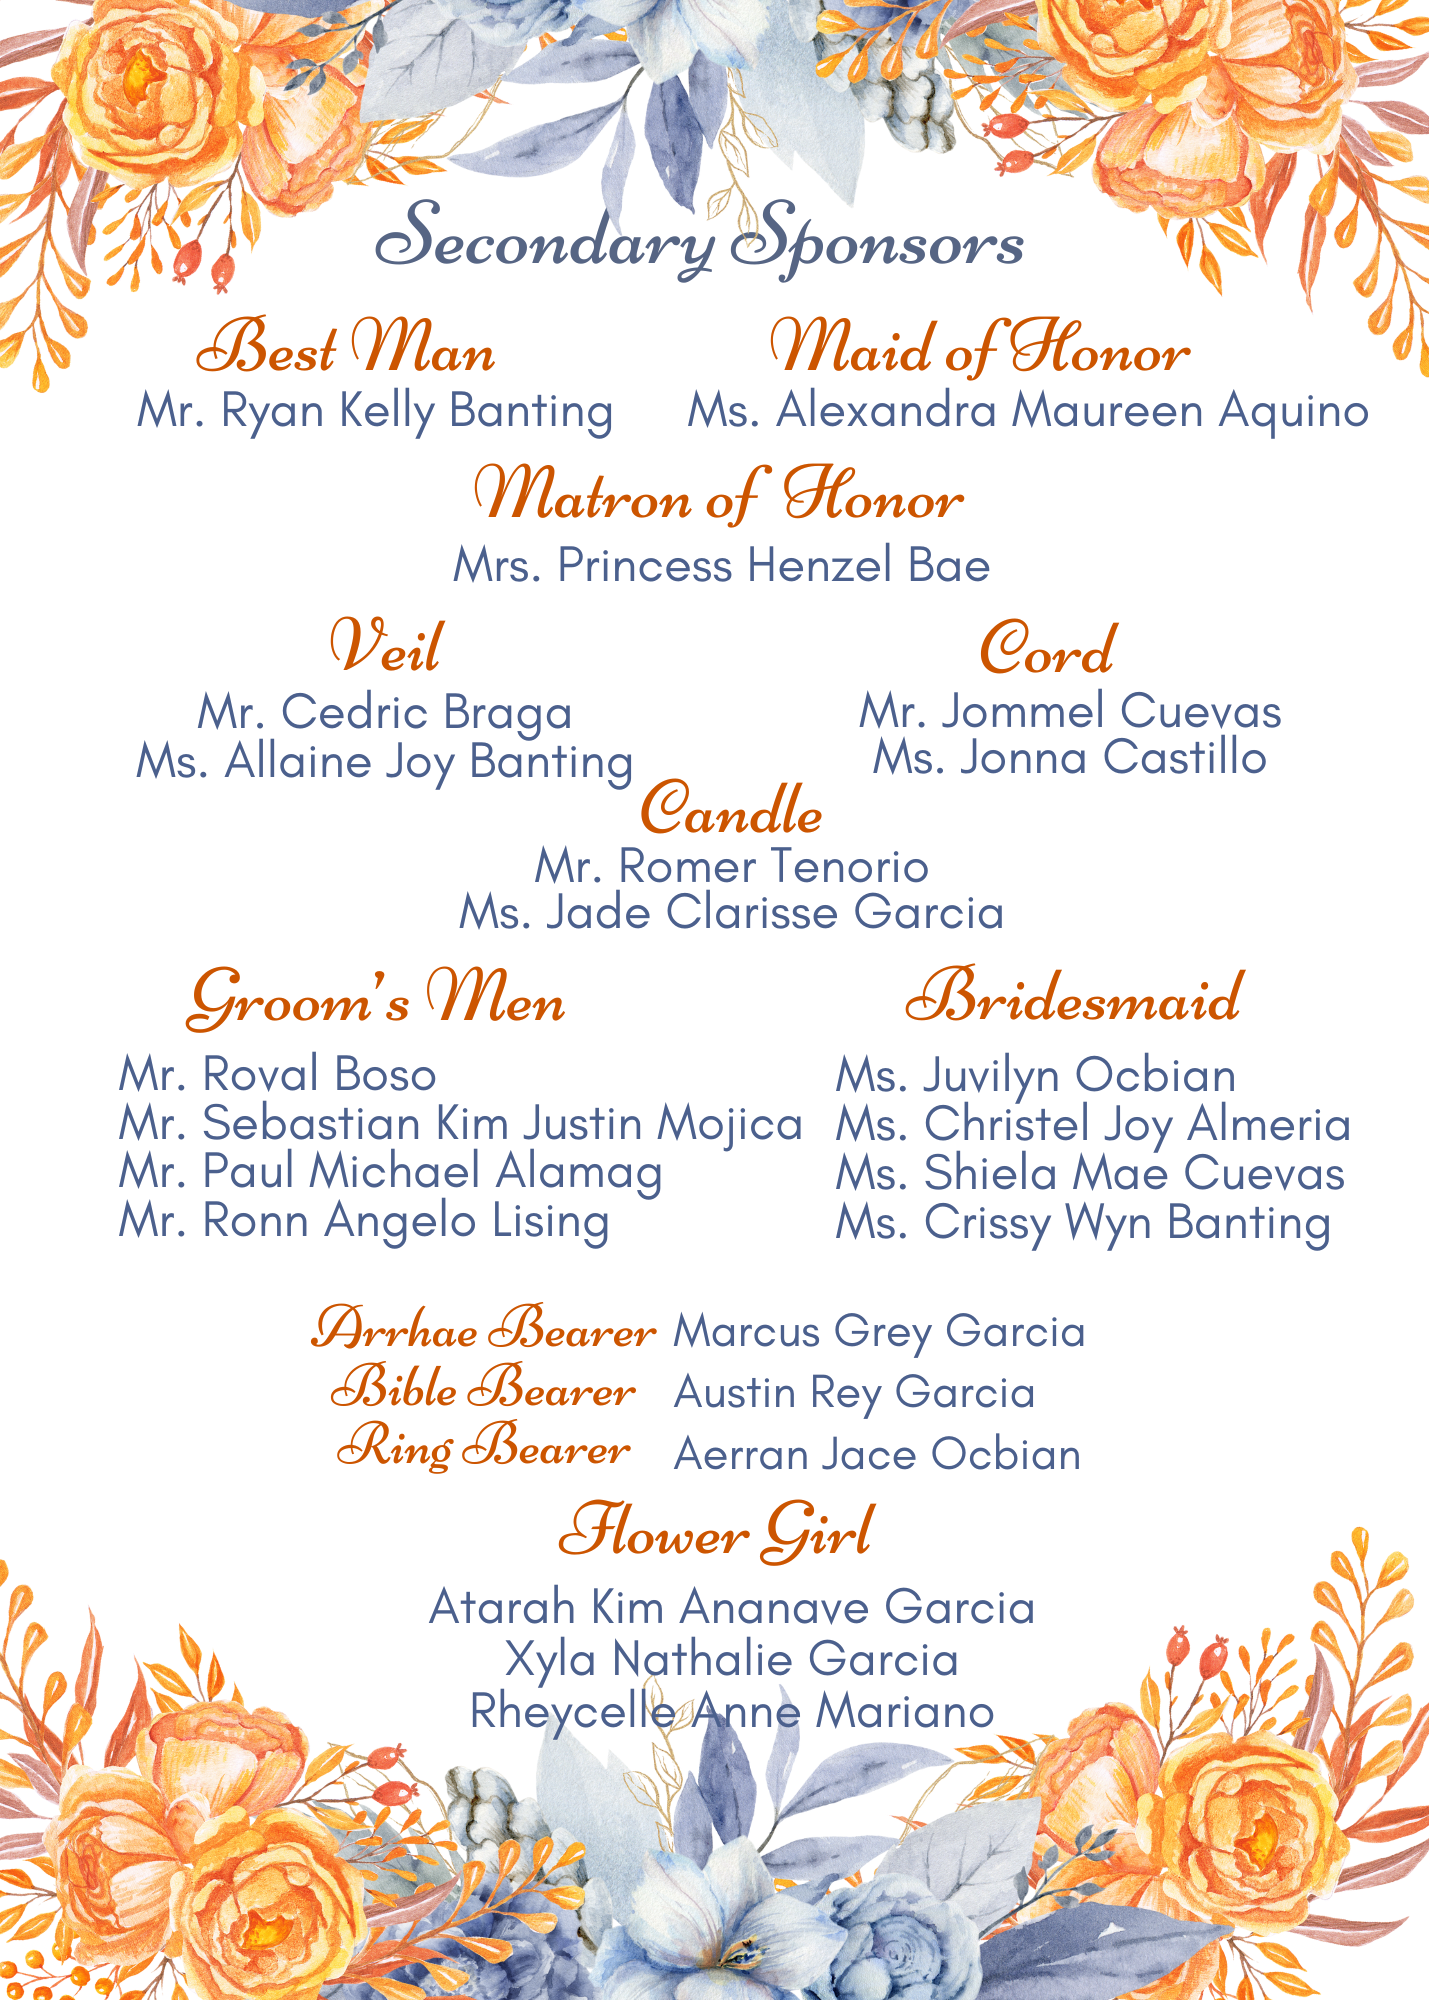 Secondary Sponsors
Best Man
Mr. Ryan Kelly Banting
Maid of Honor
Ms. Alexandra Maureen Aquino
Matron of Honor
Mrs. Princess Henzel Bae
Veil
Mr. Cedric Braga
Ms. Allaine Joy Banting
Cord
Mr. Jommel Cuevas
Ms. Jonna Castillo
Candle
Mr. Romer Tenorio
Ms. Jade Clarisse Garcia
Groom's Men
Mr. Roval Boso
Mr. Sebastian Kim Justin Mojica
Mr. Paul Michael Alamag
Mr. Ronn Angelo Lising
Bridesmaid
Ms. Juvilyn Ocbian
Ms. Christel Joy Almeria
Ms. Shiela Mae Cuevas
Ms. Crissy Wyn Banting
Arrhae Bearer Marcus Grey Garcia
Bible Bearer Austin Rey Garcia
Ring Bearer Aerran Jace Ocbian
Flower Girl
Atarah Kim Ananave Garcia
Xyla Nathalie Garcia
Rheycelle Anne Mariano